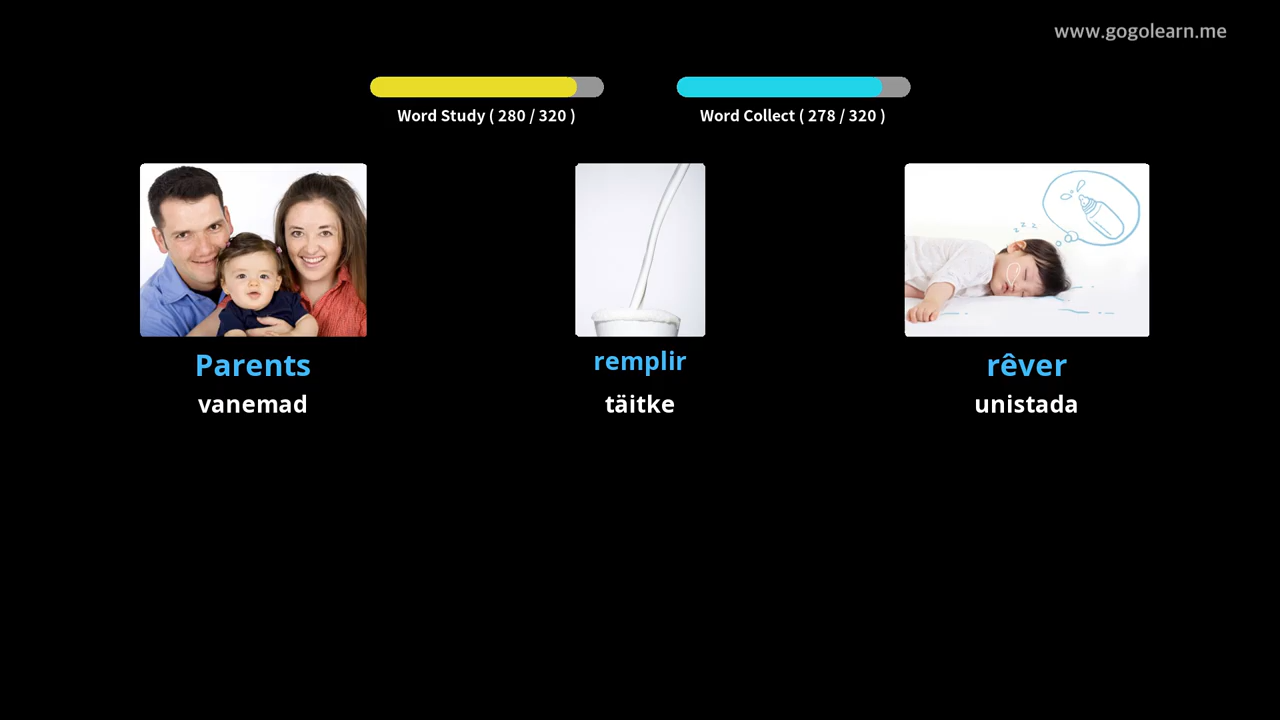 www.gogolearn.me
Word Study ( 280 / 320 )
Word Collect ( 278 / 320 )
Parents
remplir
rêver
vanemad
täitke
unistada
z z z